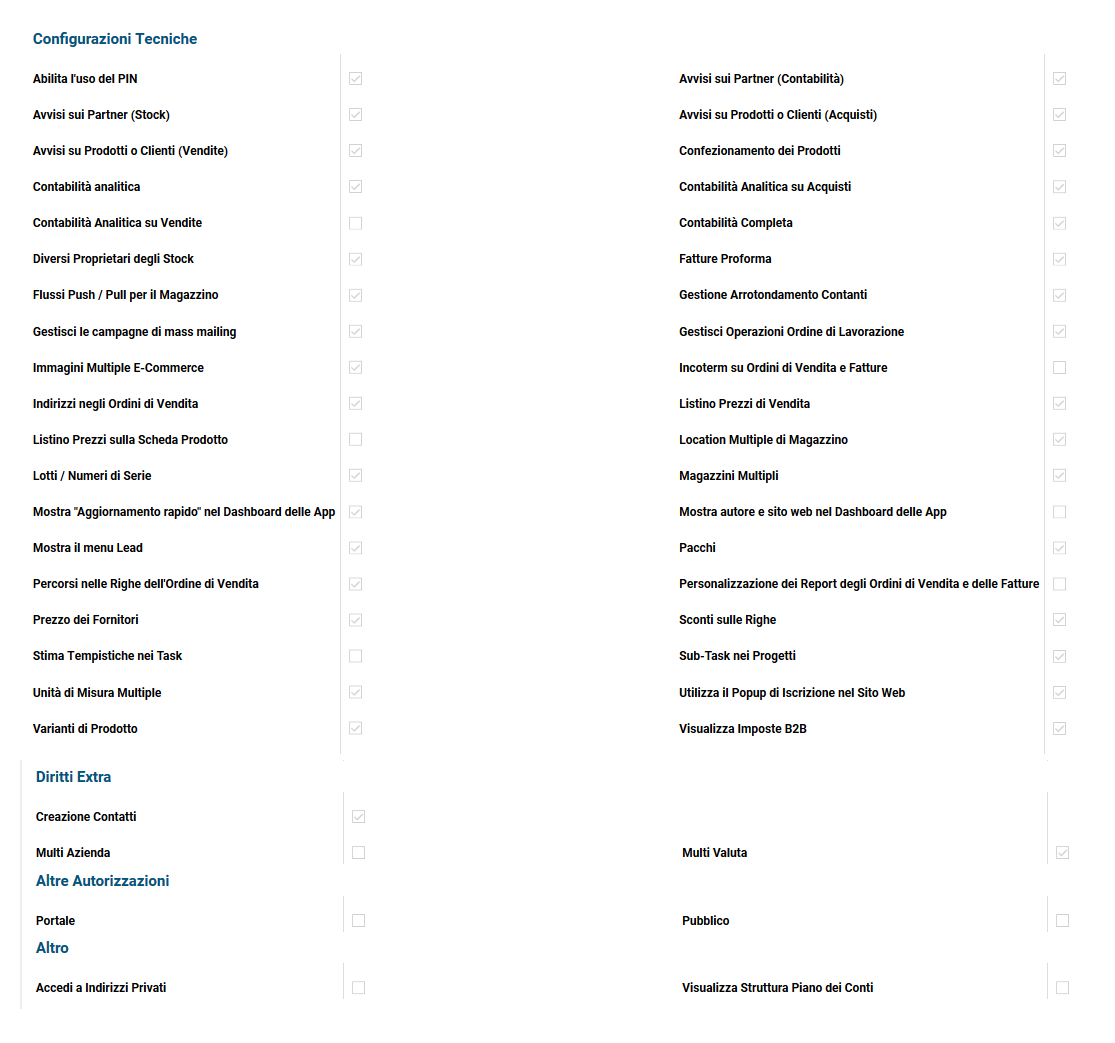 Configurazioni Tecniche
Abilita l'uso del PIN
Avvisi sui Partner (Contabilità)
Avvisi sui Partner (Stock)
Avvisi su Prodotti o Clienti (Acquisti)
Avvisi su Prodotti o Clienti (Vendite)
Confezionamento dei Prodotti
Contabilità analitica
Contabilità Analitica su Acquisti
Contabilità Analitica su Vendite
Contabilità Completa
Diversi Proprietari degli Stock
Fatture Proforma
Flussi Push / Pull per il Magazzino
Gestione Arrotondamento Contanti
Gestisci le campagne di mass mailing
Gestisci Operazioni Ordine di Lavorazione
Immagini Multiple E-Commerce
Incoterm su Ordini di Vendita e Fatture
Indirizzi negli Ordini di Vendita
Listino Prezzi di Vendita
Listino Prezzi sulla Scheda Prodotto
Location Multiple di Magazzino
Lotti / Numeri di Serie
Magazzini Multipli
Mostra "Aggiornamento rapido" nel Dashboard delle App
Mostra autore e sito web nel Dashboard delle App
Mostra il menu Lead
Pacchi
Percorsi nelle Righe dell'Ordine di Vendita
Personalizzazione dei Report degli Ordini di Vendita e delle Fatture
Prezzo dei Fornitori
Sconti sulle Righe
Stima Tempistiche nei Task
Sub-Task nei Progetti
Unità di Misura Multiple
Utilizza il Popup di Iscrizione nel Sito Web
Varianti di Prodotto
Visualizza Imposte B2B
Diritti Extra
Creazione Contatti
Multi Azienda
Multi Valuta
Altre Autorizzazioni
Portale
Pubblico
Altro
Accedi a Indirizzi Privati
Visualizza Struttura Piano dei Conti